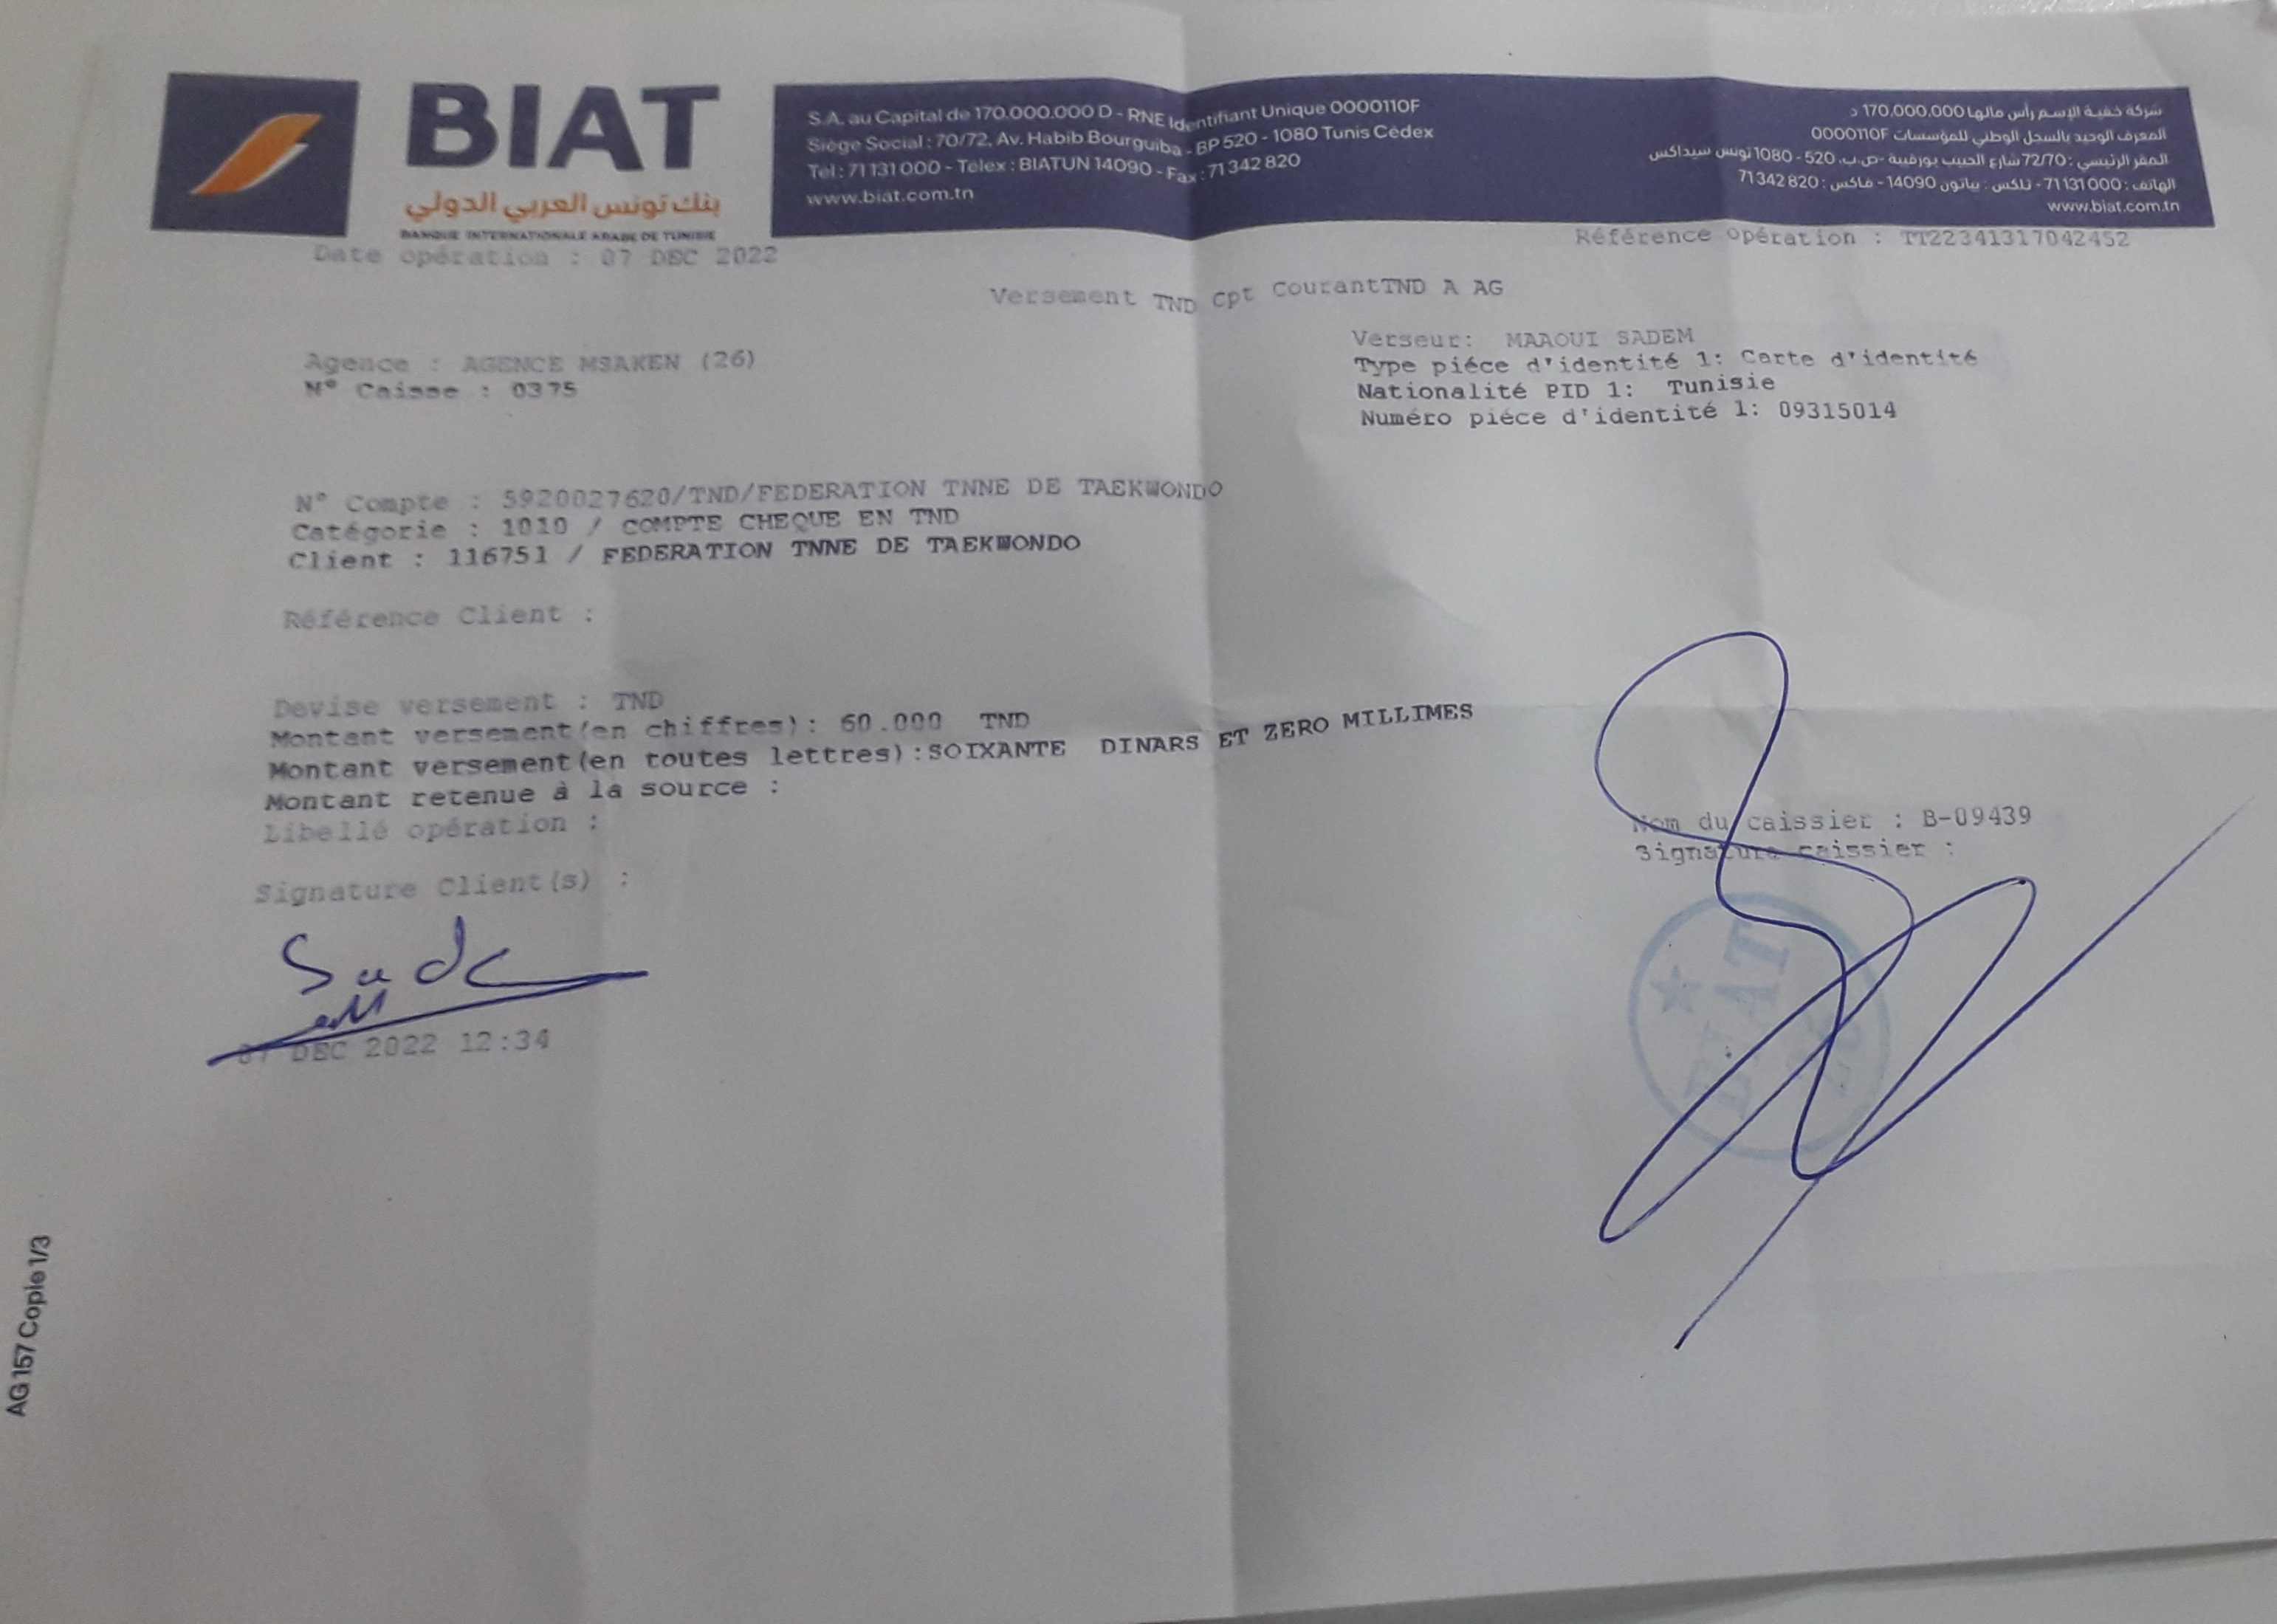 BIAT
بنك تونس العربي الدولي
BANQUE INTERNATIONALE ARABE DE TUNISIE
S.A. au Capital de 170.000.000 D - RNE Identifiant Unique 0000110F
Siège Social : 70/72, Av. Habib Bourguiba - BP 520 - 1080 Tunis Cedex
Tél : 71 131 000 - Télex : BIATUN 14090 - Fax : 71 342 820
www.biat.com.tn
شركة خفية الإسم رأس مالها 170.000.000 د
المعرف الوحيد بالسجل الوطني للمؤسسات 0000110F
المقر الرئيسي : 72/70 شارع الحبيب بورقيبة -ص.ب. 520 - 1080 تونس سيداكس
الهاتف : 71 131 000 - تلكس : بياتون 14090 - فاكس : 71 342 820
www.biat.com.tn
Date opération : 07 DEC 2022
Référence opération : TT22341317042452
Versement TND Cpt CourantTND A AG
Agence : AGENCE MSAKEN (26)
N° Caisse : 0375
Verseur: MAAOUI SADEM
Type piéce d'identité 1: Carte d'identité
Nationalité PID 1: Tunisie
Numéro piéce d'identité 1: 09315014
N° Compte : 5920027620/TND/FEDERATION TNNE DE TAEKWONDO
Catégorie : 1010 / COMPTE CHEQUE EN TND
Client : 116751 / FEDERATION TNNE DE TAEKWONDO
Référence Client :
Devise versement : TND
Montant versement(en chiffres): 60.000 TND
Montant versement(en toutes lettres):SOIXANTE DINARS ET ZERO MILLIMES
Montant retenue à la source :
Libellé opération :
Nom du caissier : B-09439
Signature caissier :
Signature Client(s) :
07 DEC 2022 12:34
BIAT
AG 157 Copie 1/3